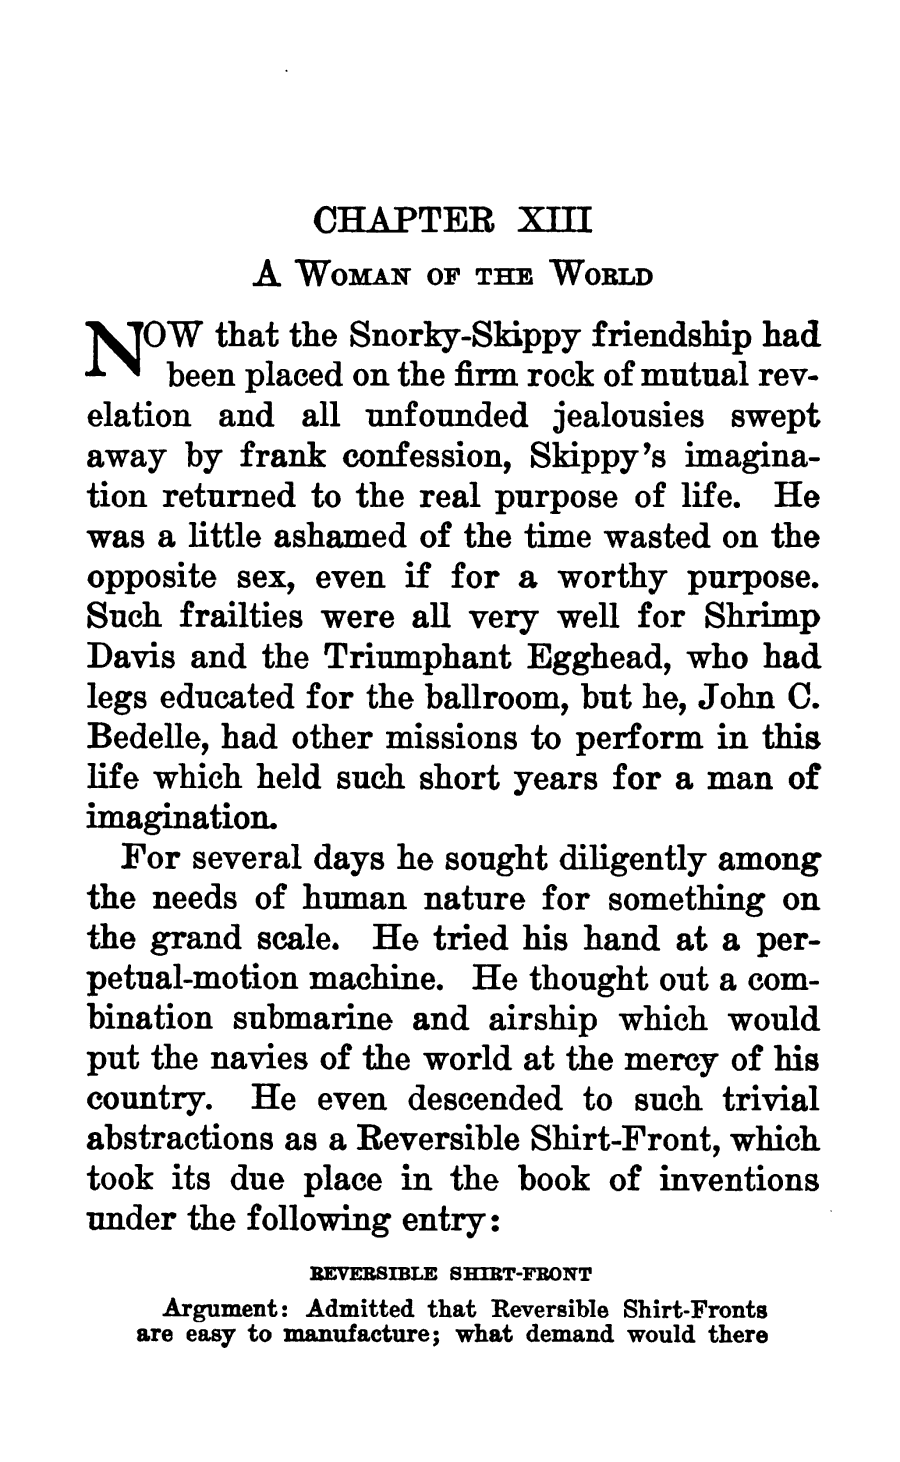 CHAPTER XIII
A Woman of the World
NOW that the Snorky-Skippy friendship had
been placed on the firm rock of mutual rev-
elation and all unfounded jealousies swept
away by frank confession, Skippy's imagina-
tion returned to the real purpose of life. He
was a little ashamed of the time wasted on the
opposite sex, even if for a worthy purpose.
Such frailties were all very well for Shrimp
Davis and the Triumphant Egghead, who had
legs educated for the ballroom, but he, John C.
Bedelle, had other missions to perform in this
life which held such short years for a man of
imagination.
For several days he sought diligently among
the needs of human nature for something on
the grand scale. He tried his hand at a per-
petual-motion machine. He thought out a com-
bination submarine and airship which would
put the navies of the world at the mercy of his
country. He even descended to such trivial
abstractions as a Reversible Shirt-Front, which
took its due place in the book of inventions
under the following entry:
REVERSIBLE SHIRT-FRONT
Argument: Admitted that Reversible Shirt-Fronts
are easy to manufacture; what demand would there